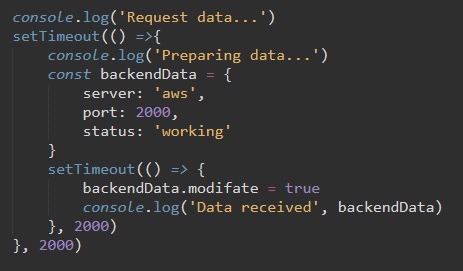 console.log('Request data...')
setTimeout(() =>{
    console.log('Preparing data...')
    const backendData = {
        server: 'aws',
        port: 2000,
        status: 'working'
    }
    setTimeout(() => {
        backendData.modifate = true
        console.log('Data received', backendData)
    }, 2000)
}, 2000)